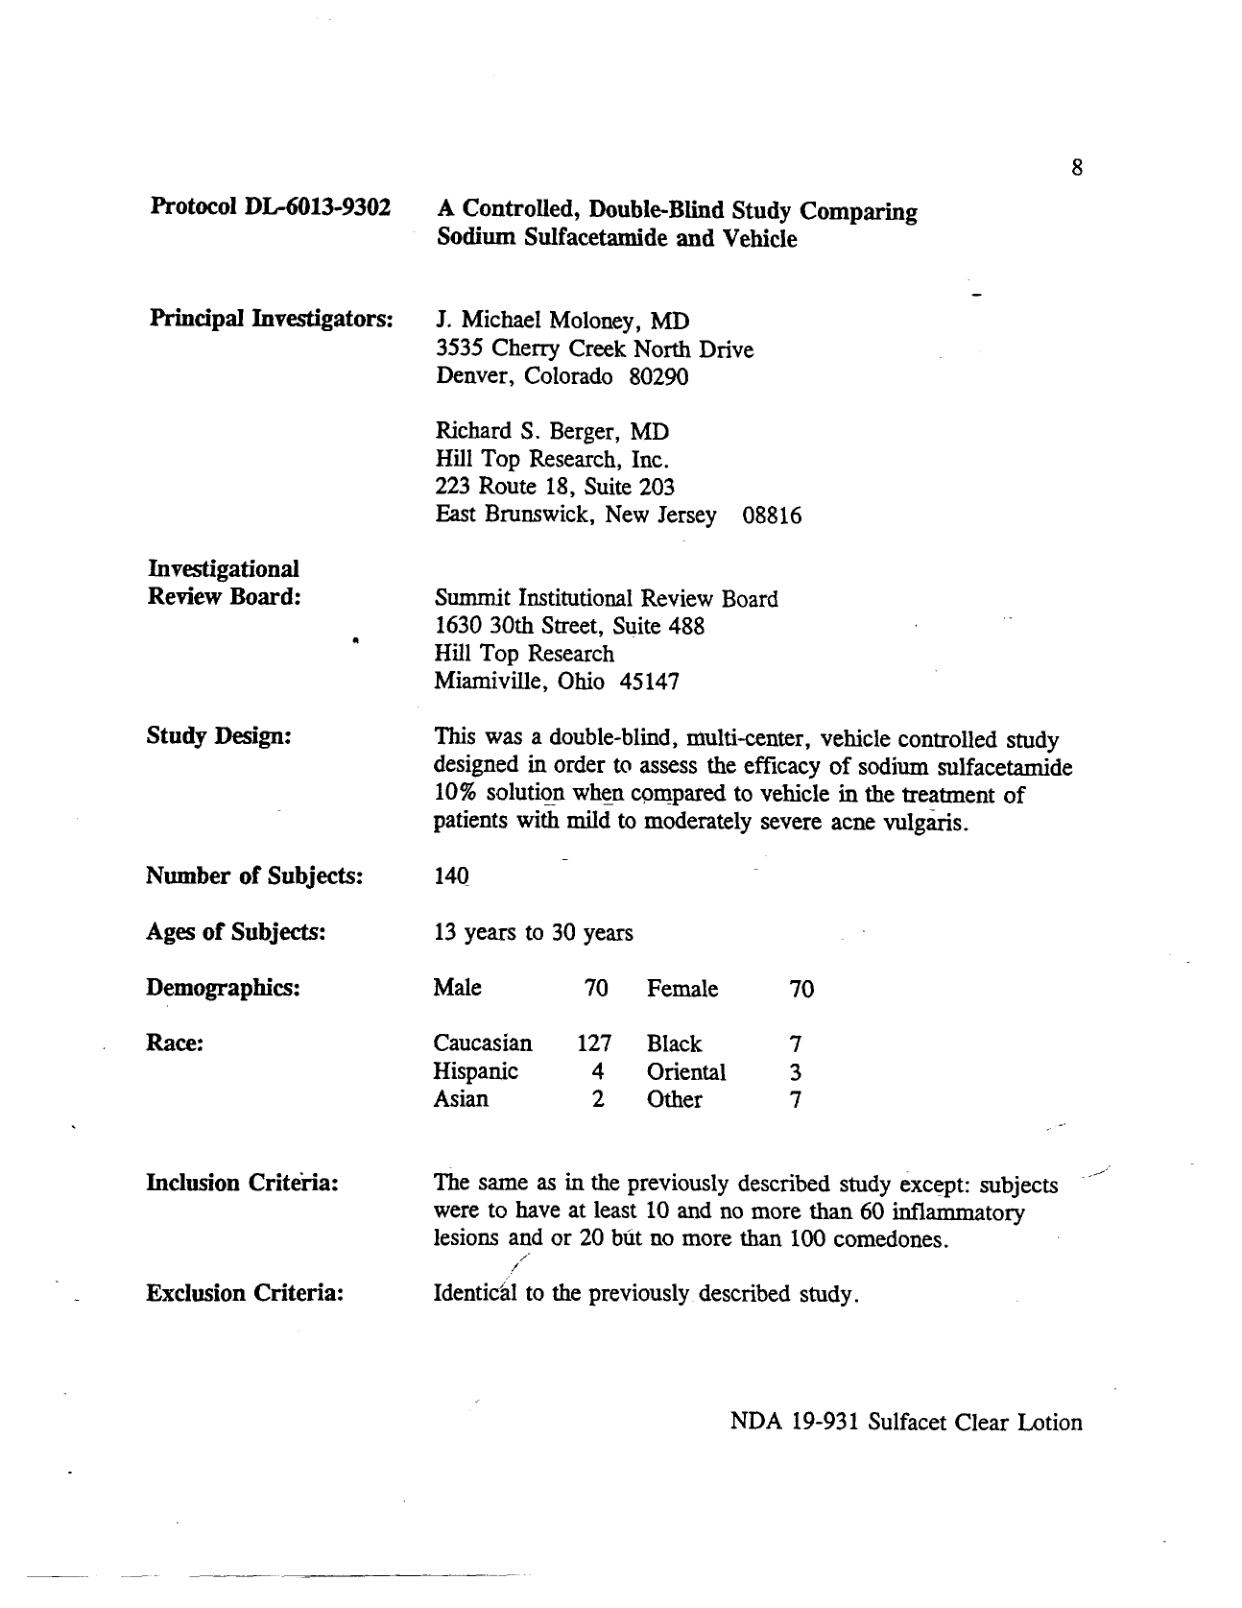 8
Protocol DL-6013-9302 A Controlled, Double-Blind Study Comparing
Sodium Sulfacetamide and Vehicle
Principal Investigators: J. Michael Moloney, MD
3535 Cherry Creek North Drive
Denver, Colorado 80290
Richard S. Berger, MD
Hill Top Research, Inc.
223 Route 18, Suite 203
East Brunswick, New Jersey 08816
Investigational
Review Board: Summit Institutional Review Board
1630 30th Street, Suite 488
Hill Top Research
Miamiville, Ohio 45147
Study Design: This was a double-blind, multi-center, vehicle controlled study
designed in order to assess the efficacy of sodium sulfacetamide
10% solution when compared to vehicle in the treatment of
patients with mild to moderately severe acne vulgaris.
Number of Subjects: 140
Ages of Subjects: 13 years to 30 years
Demographics: Male 70 Female 70
Race: Caucasian 127 Black 7
Hispanic 4 Oriental 3
Asian 2 Other 7
Inclusion Criteria: The same as in the previously described study except: subjects
were to have at least 10 and no more than 60 inflammatory
lesions and or 20 but no more than 100 comedones.
Exclusion Criteria: Identical to the previously described study.
NDA 19-931 Sulfacet Clear Lotion